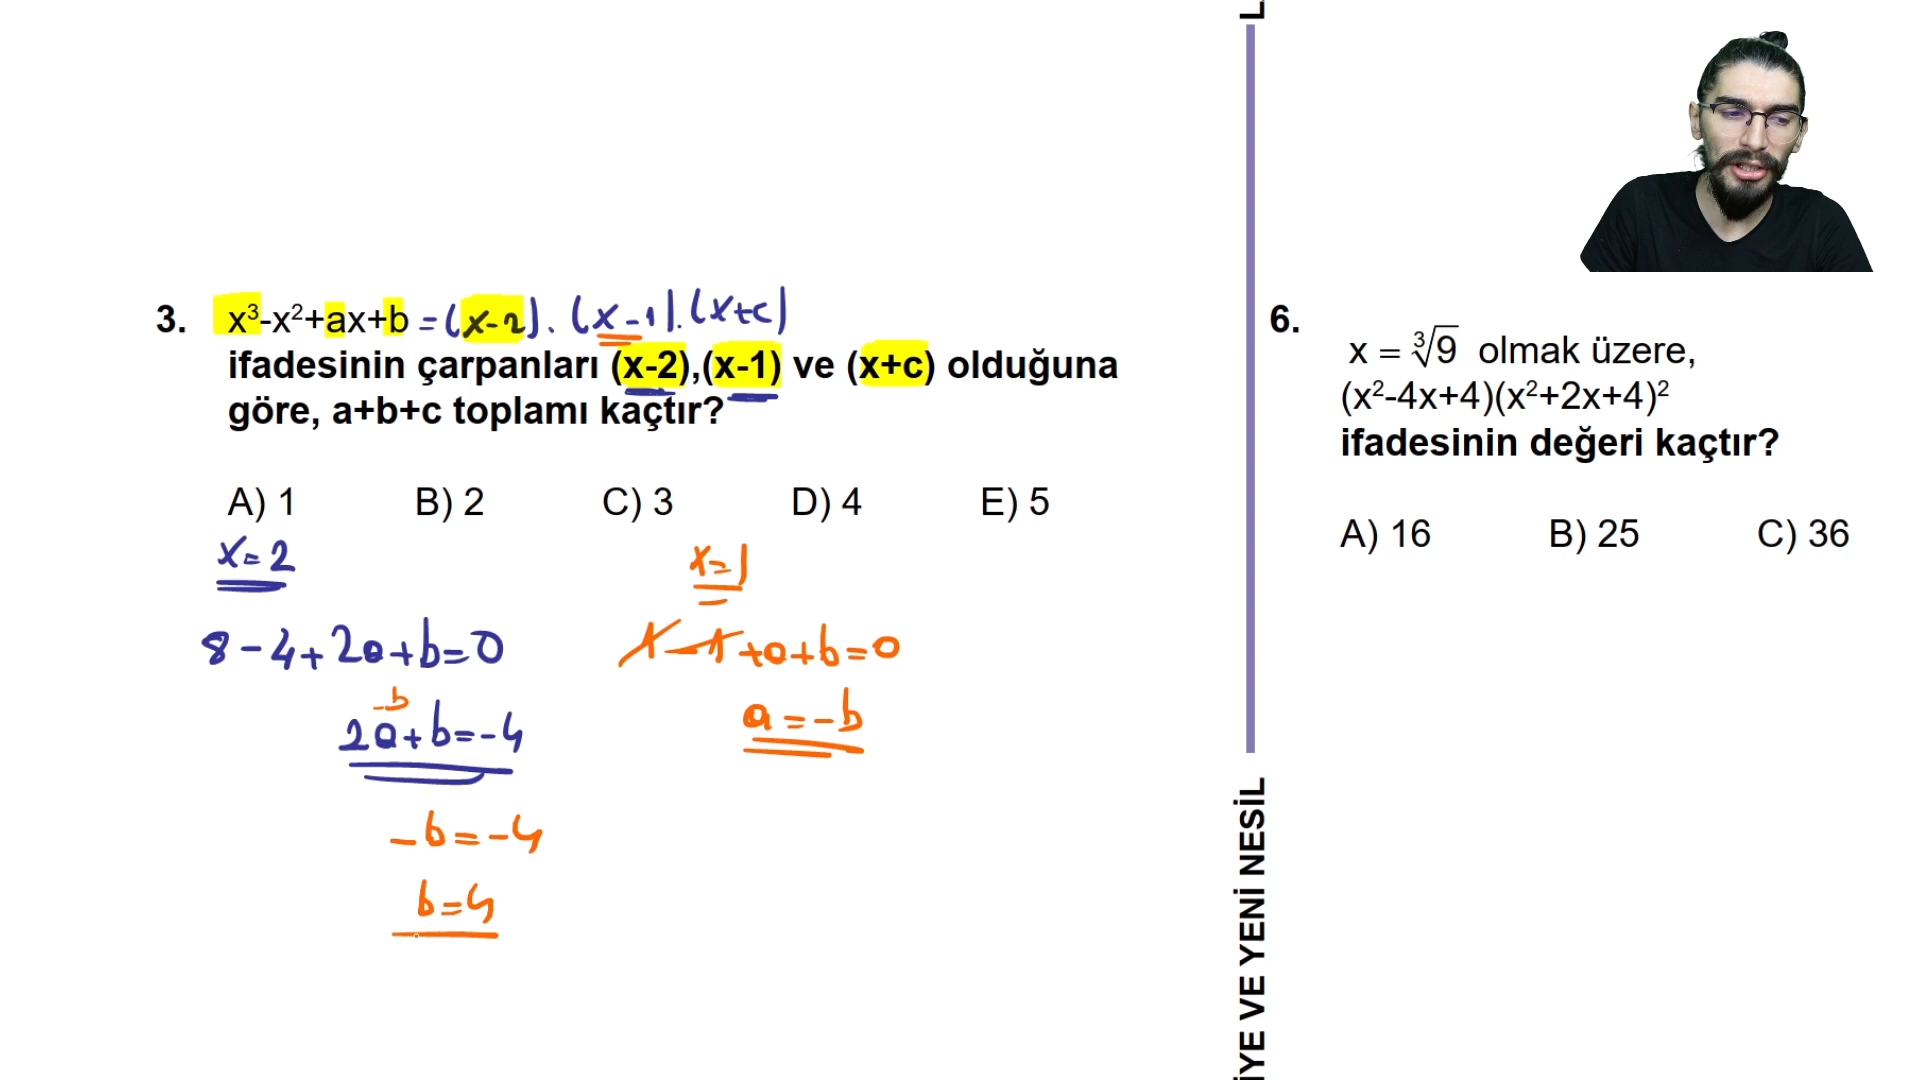 3. x³-x²+ax+b = (x-2).(x-1).(x+c)
ifadesinin çarpanları (x-2),(x-1) ve (x+c) olduğuna
göre, a+b+c toplamı kaçtır?
A) 1 B) 2 C) 3 D) 4 E) 5
x=2
8-4+2a+b=0
-b
2a+b=-4
-b=-4
b=4
x=1
1-1+a+b=0
a=-b
L
İYE VE YENİ NESİL
6.
x = ∛9 olmak üzere,
(x²-4x+4)(x²+2x+4)²
ifadesinin değeri kaçtır?
A) 16 B) 25 C) 36